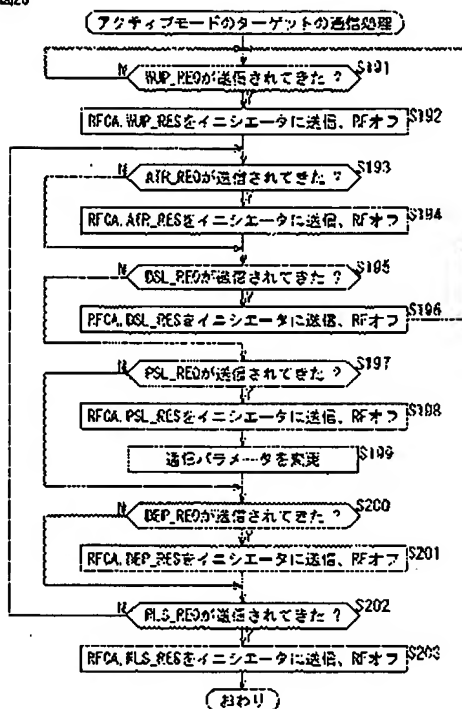 アクティブモードのターゲットの通信処理
S191
N WUP_REQが送信されてきた ?
Y
RFCA, WUP_RESをイニシエータに送信、RFオフ S192
S193
N ATR_REQが送信されてきた ?
Y
RFCA, ATR_RESをイニシエータに送信、RFオフ S194
S195
N DSL_REQが送信されてきた ?
Y
RFCA, DSL_RESをイニシエータに送信、RFオフ S196
S197
N PSL_REQが送信されてきた ?
Y
RFCA, PSL_RESをイニシエータに送信、RFオフ S198
通信パラメータを変更 S199
S200
N DEP_REQが送信されてきた ?
Y
RFCA, DEP_RESをイニシエータに送信、RFオフ S201
S202
N RLS_REQが送信されてきた ?
Y
RFCA, RLS_RESをイニシエータに送信、RFオフ S203
おわり